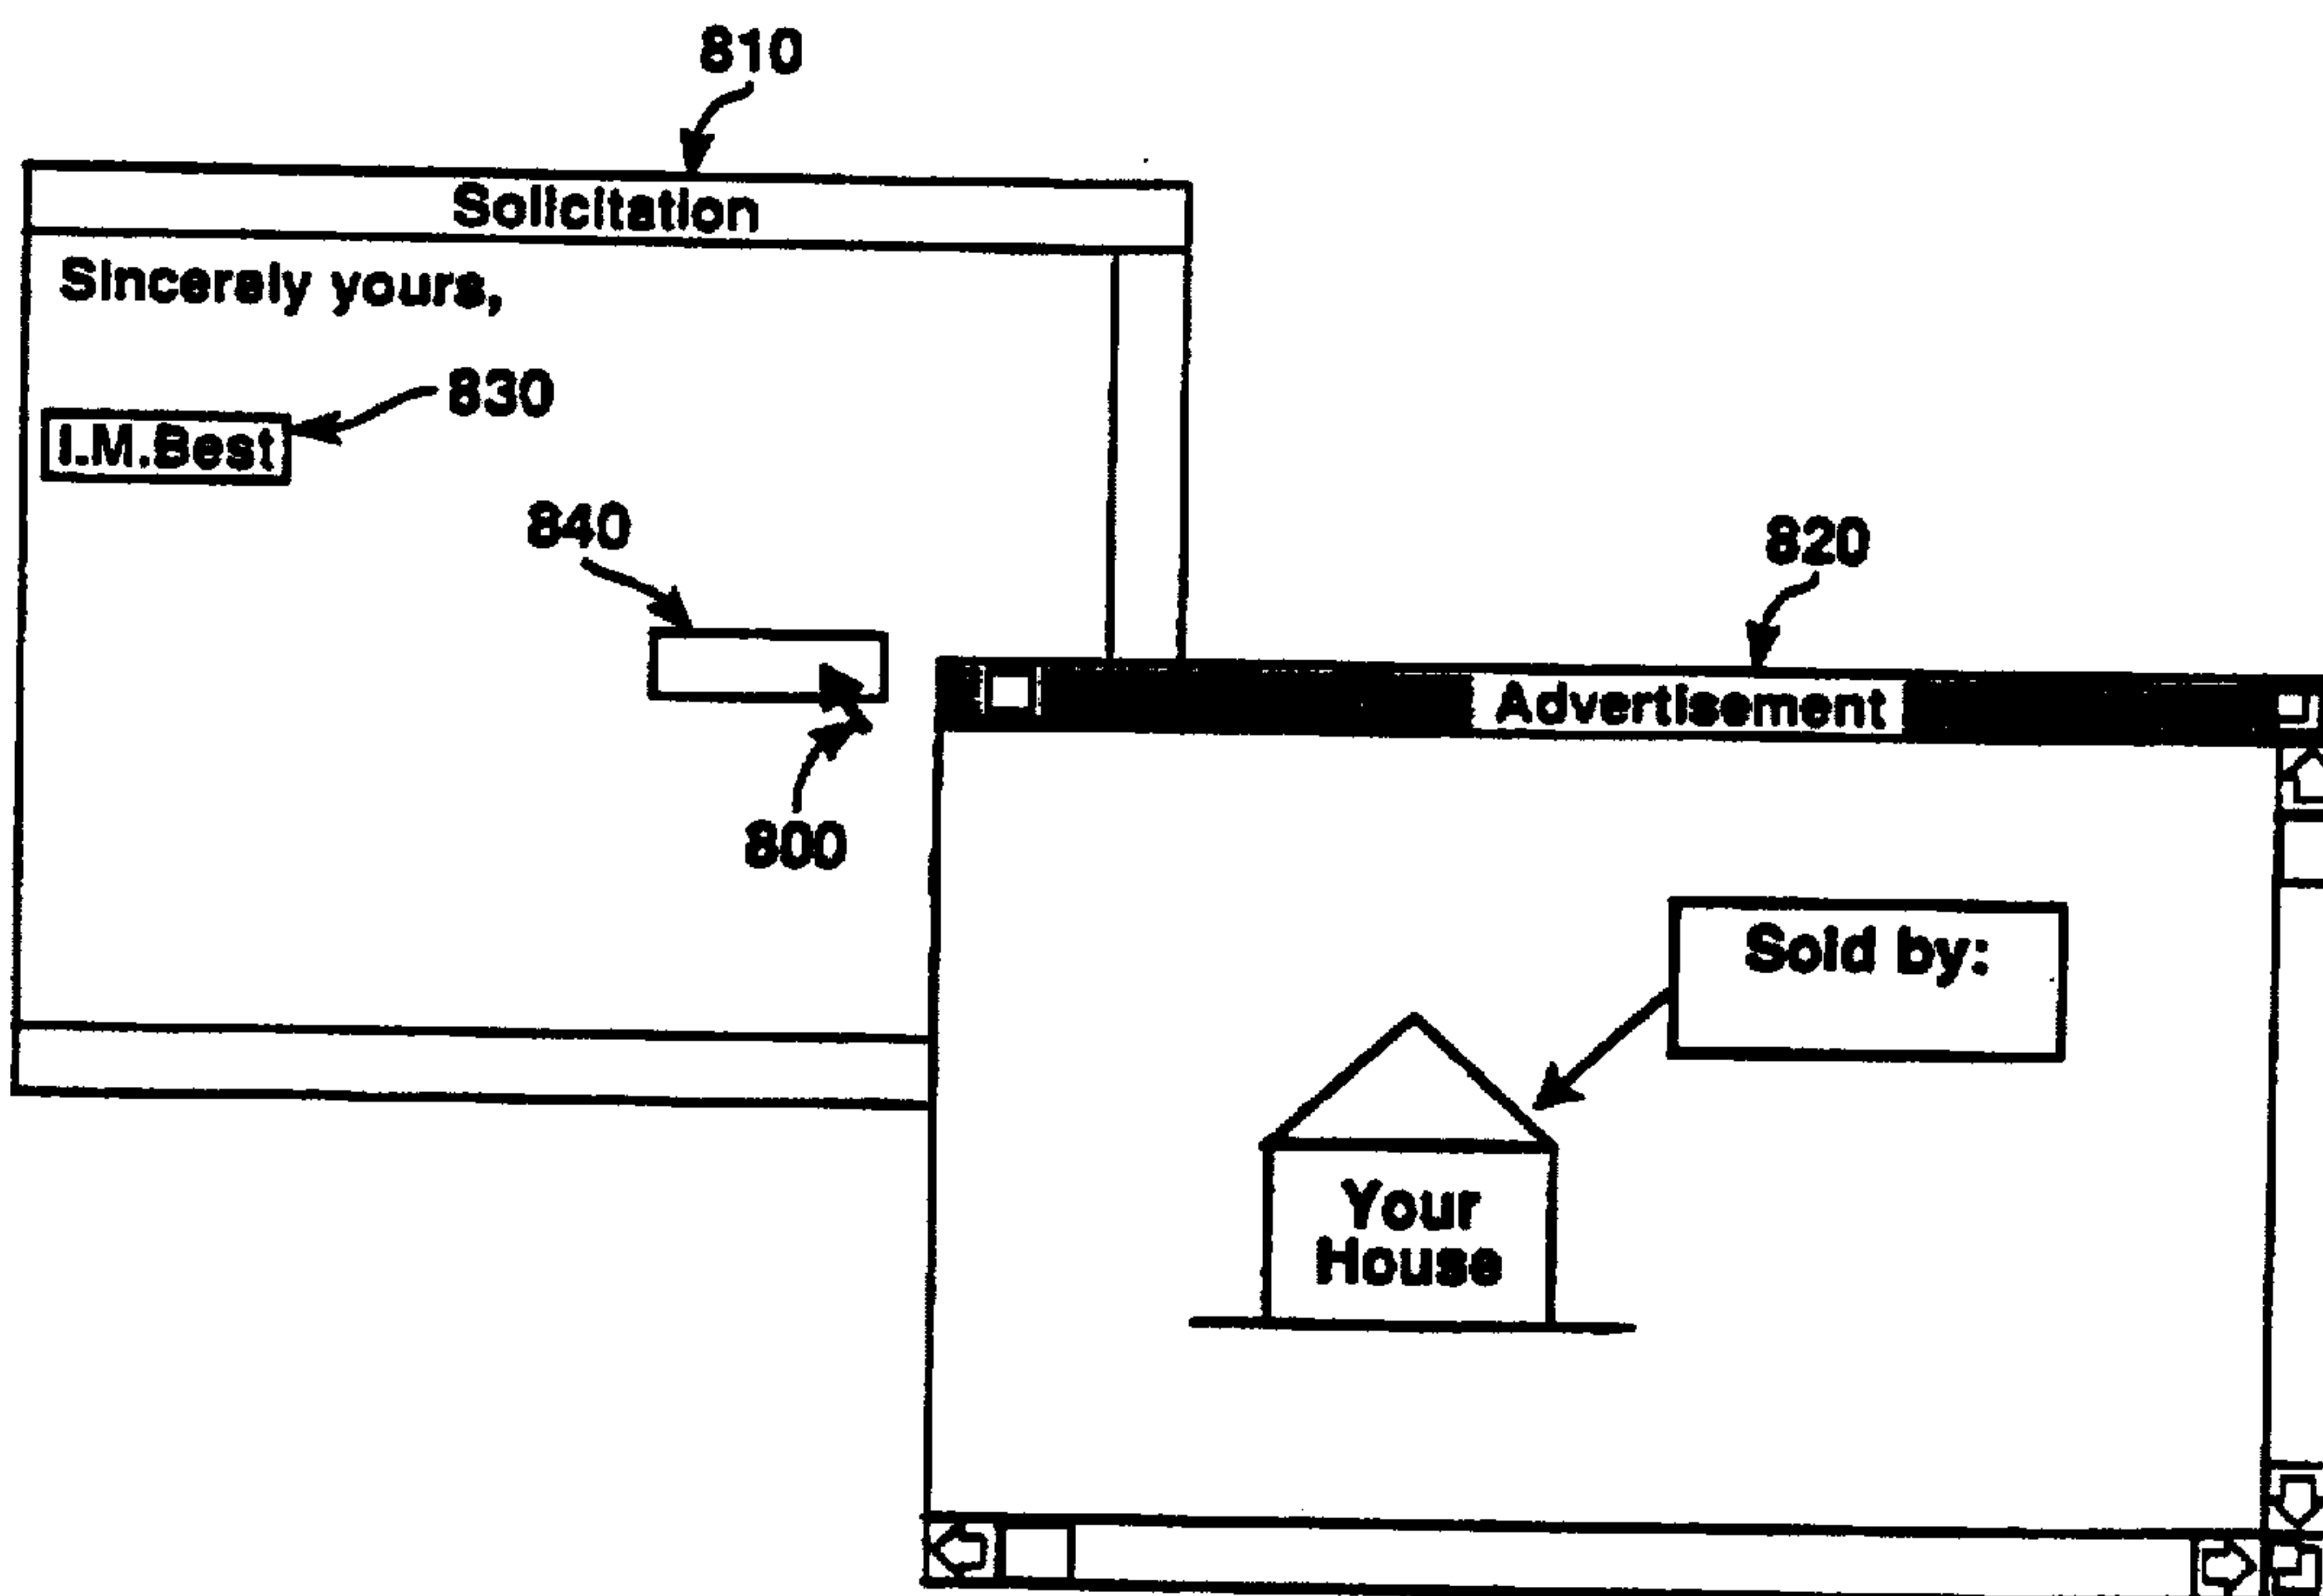 810
Solicitation
Sincerely yours,
830
I.M.Best
840
820
Advertisement
800
Sold by:
Your
House